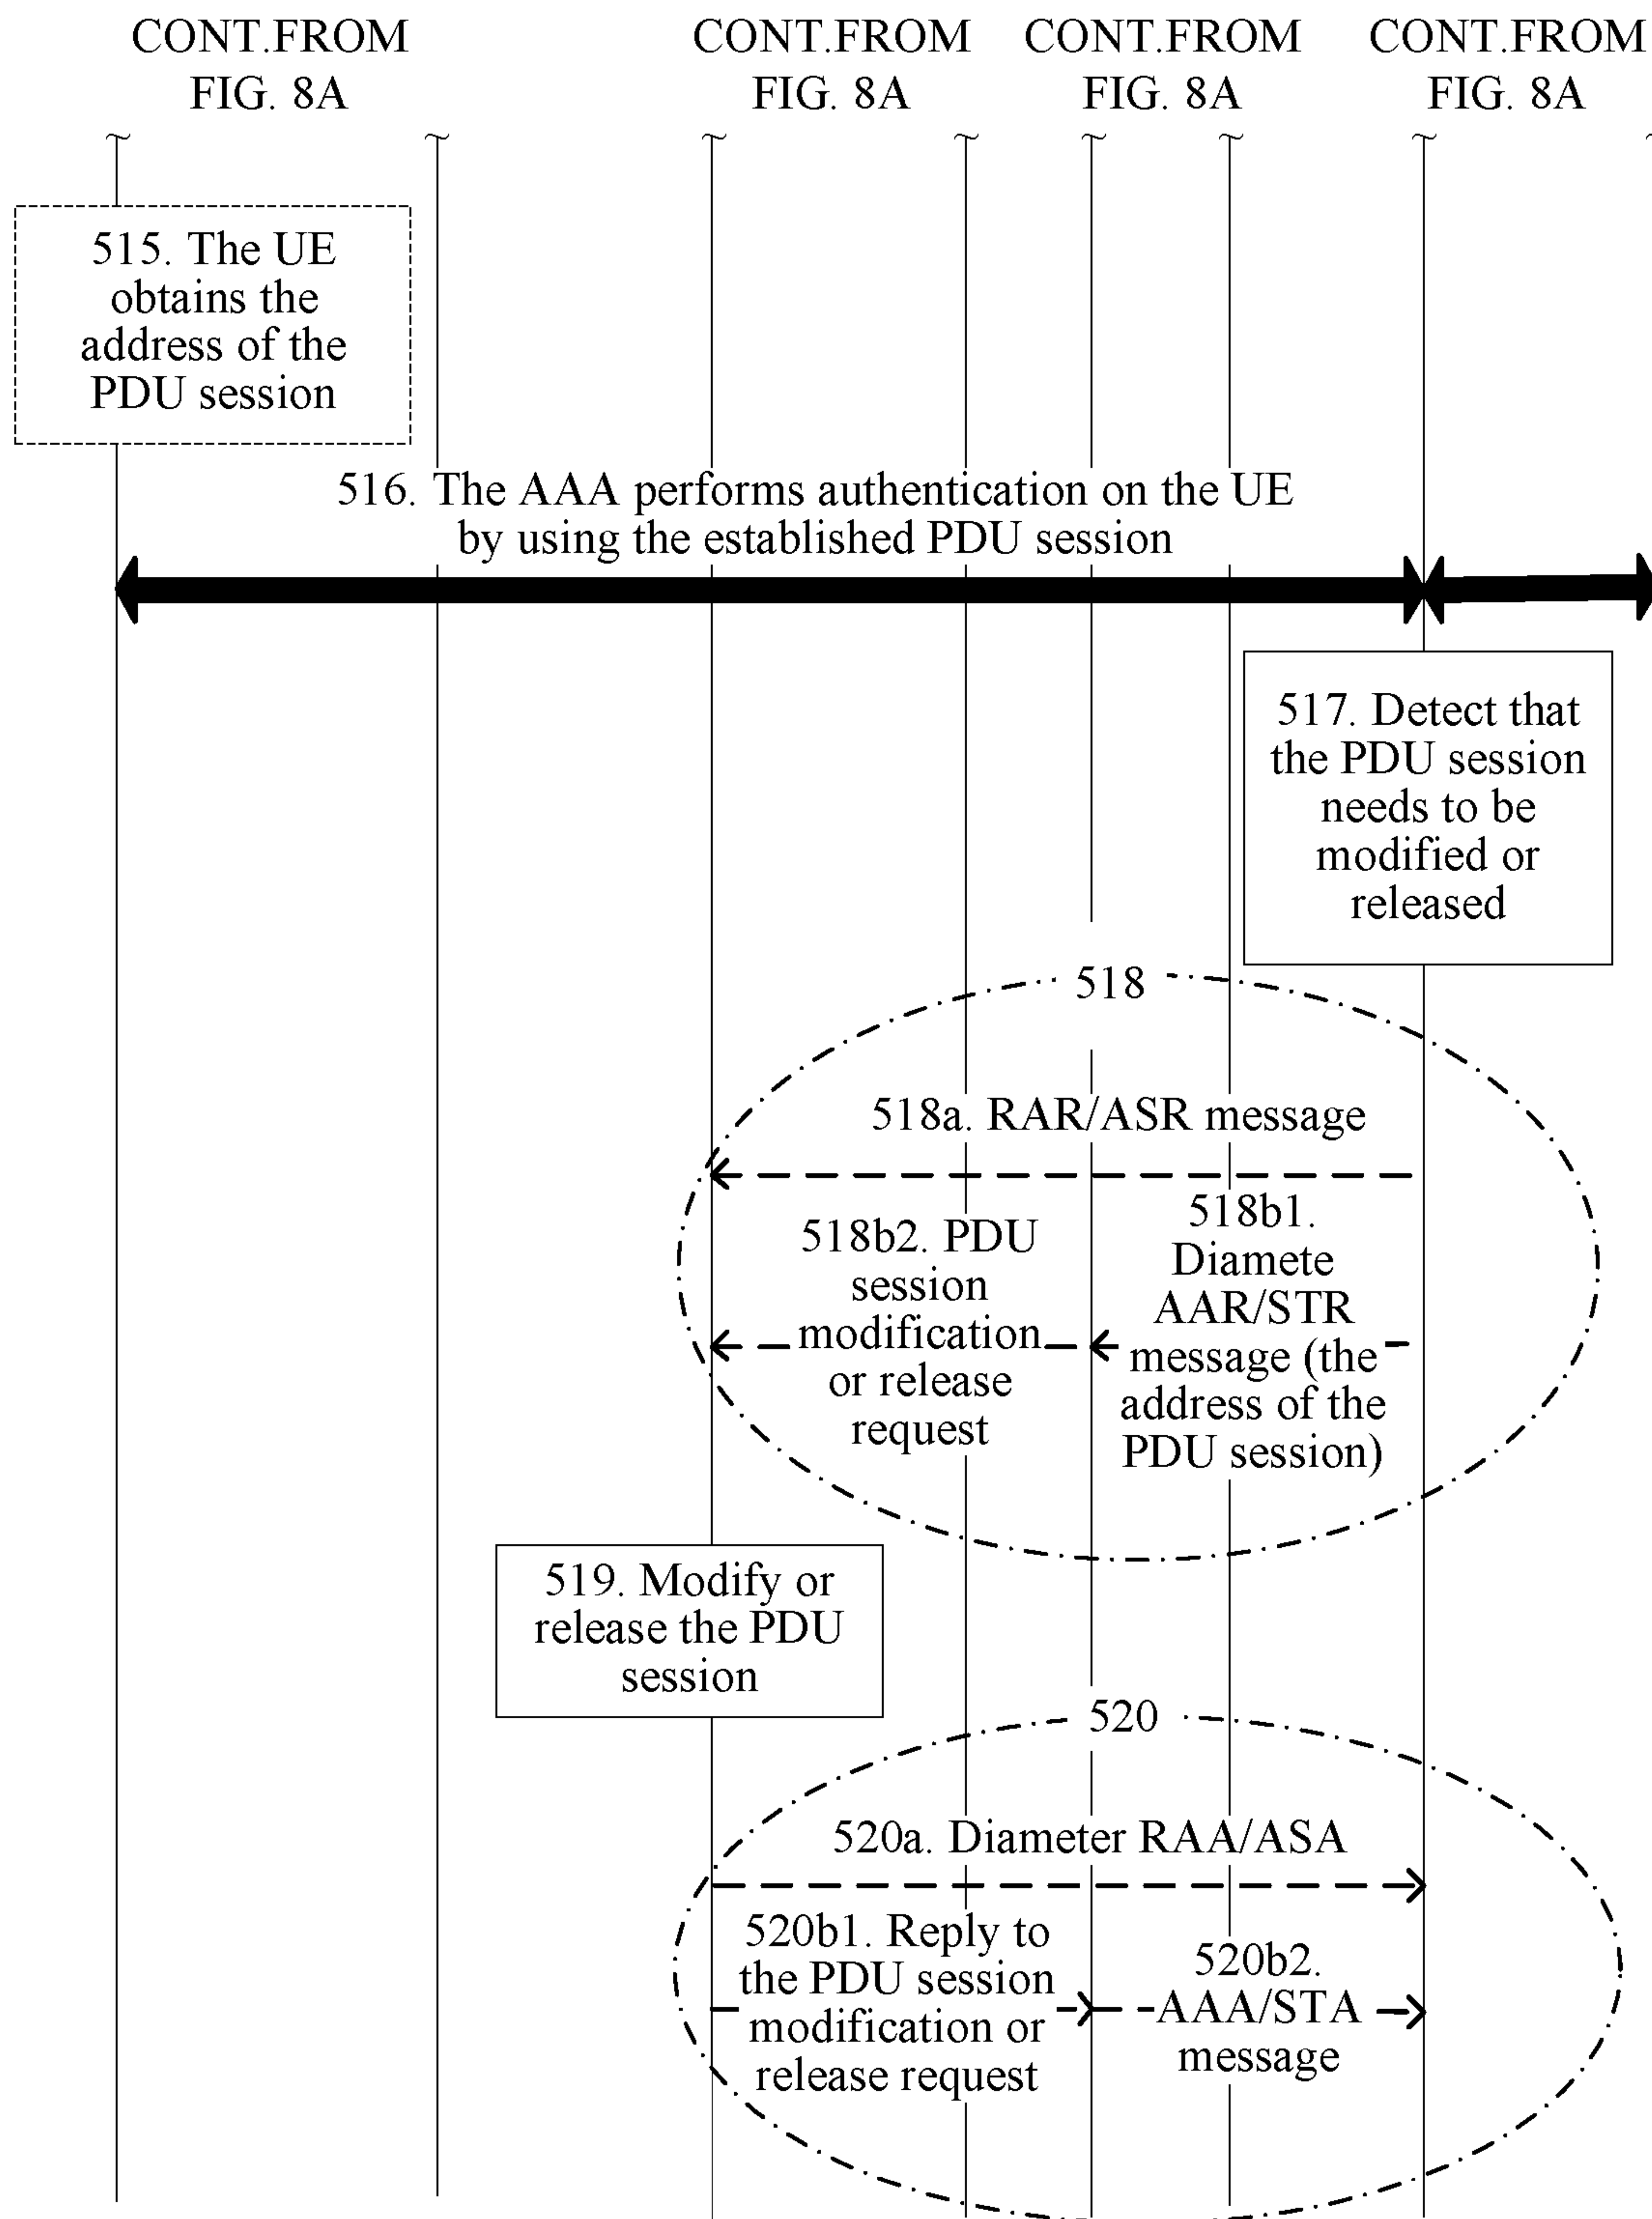 CONT.FROM
FIG. 8A
CONT.FROM
FIG. 8A
CONT.FROM
FIG. 8A
CONT.FROM
FIG. 8A
515. The UE
obtains the
address of the
PDU session
516. The AAA performs authentication on the UE
by using the established PDU session
517. Detect that
the PDU session
needs to be
modified or
released
518
518a. RAR/ASR message
518b2. PDU
session
modification
or release
request
518b1.
Diamete
AAR/STR
message (the
address of the
PDU session)
519. Modify or
release the PDU
session
520
520a. Diameter RAA/ASA
520b1. Reply to
the PDU session
modification or
release request
520b2.
AAA/STA
message